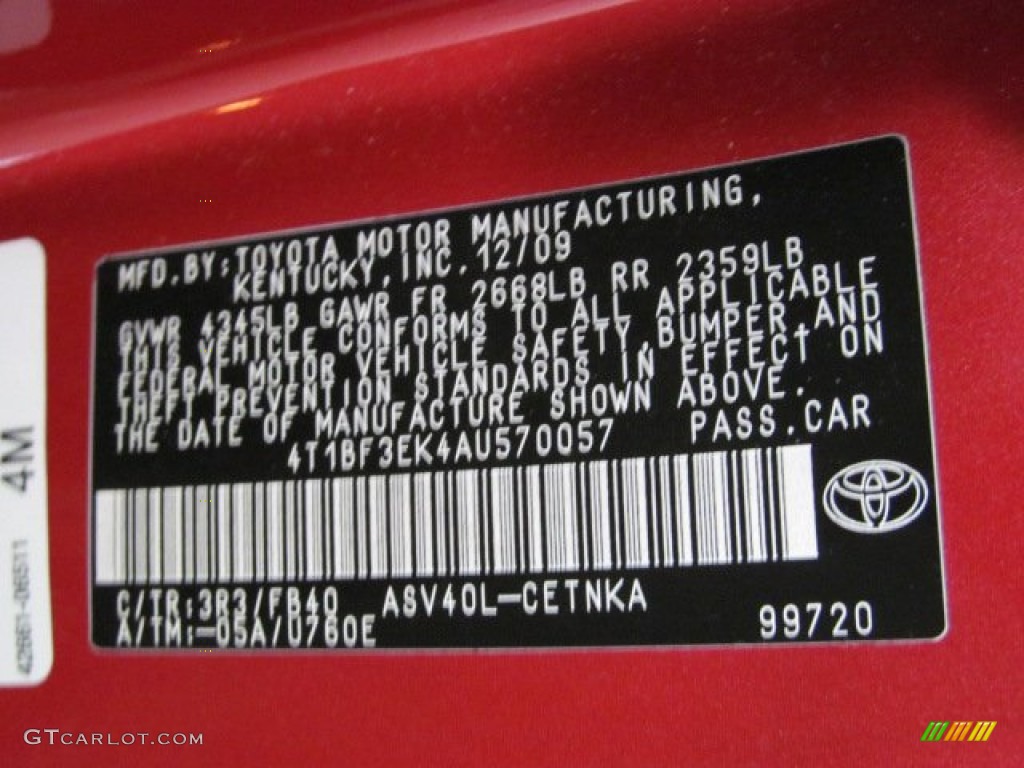 MFD.BY:TOYOTA MOTOR MANUFACTURING,
KENTUCKY, INC. 12/09
GVWR 4345LB GAWR FR 2668LB RR 2359LB
THIS VEHICLE CONFORMS TO ALL APPLICABLE
FEDERAL MOTOR VEHICLE SAFETY,BUMPER,AND
THEFT PREVENTION STANDARDS IN EFFECT ON
THE DATE OF MANUFACTURE SHOWN ABOVE.
4T1BF3EK4AU570057 PASS.CAR
C/TR:3R3/FB40 ASV40L-CETNKA
A/TM:-05A/U760E 99720
4M
42661-06511
GTCARLOT.COM